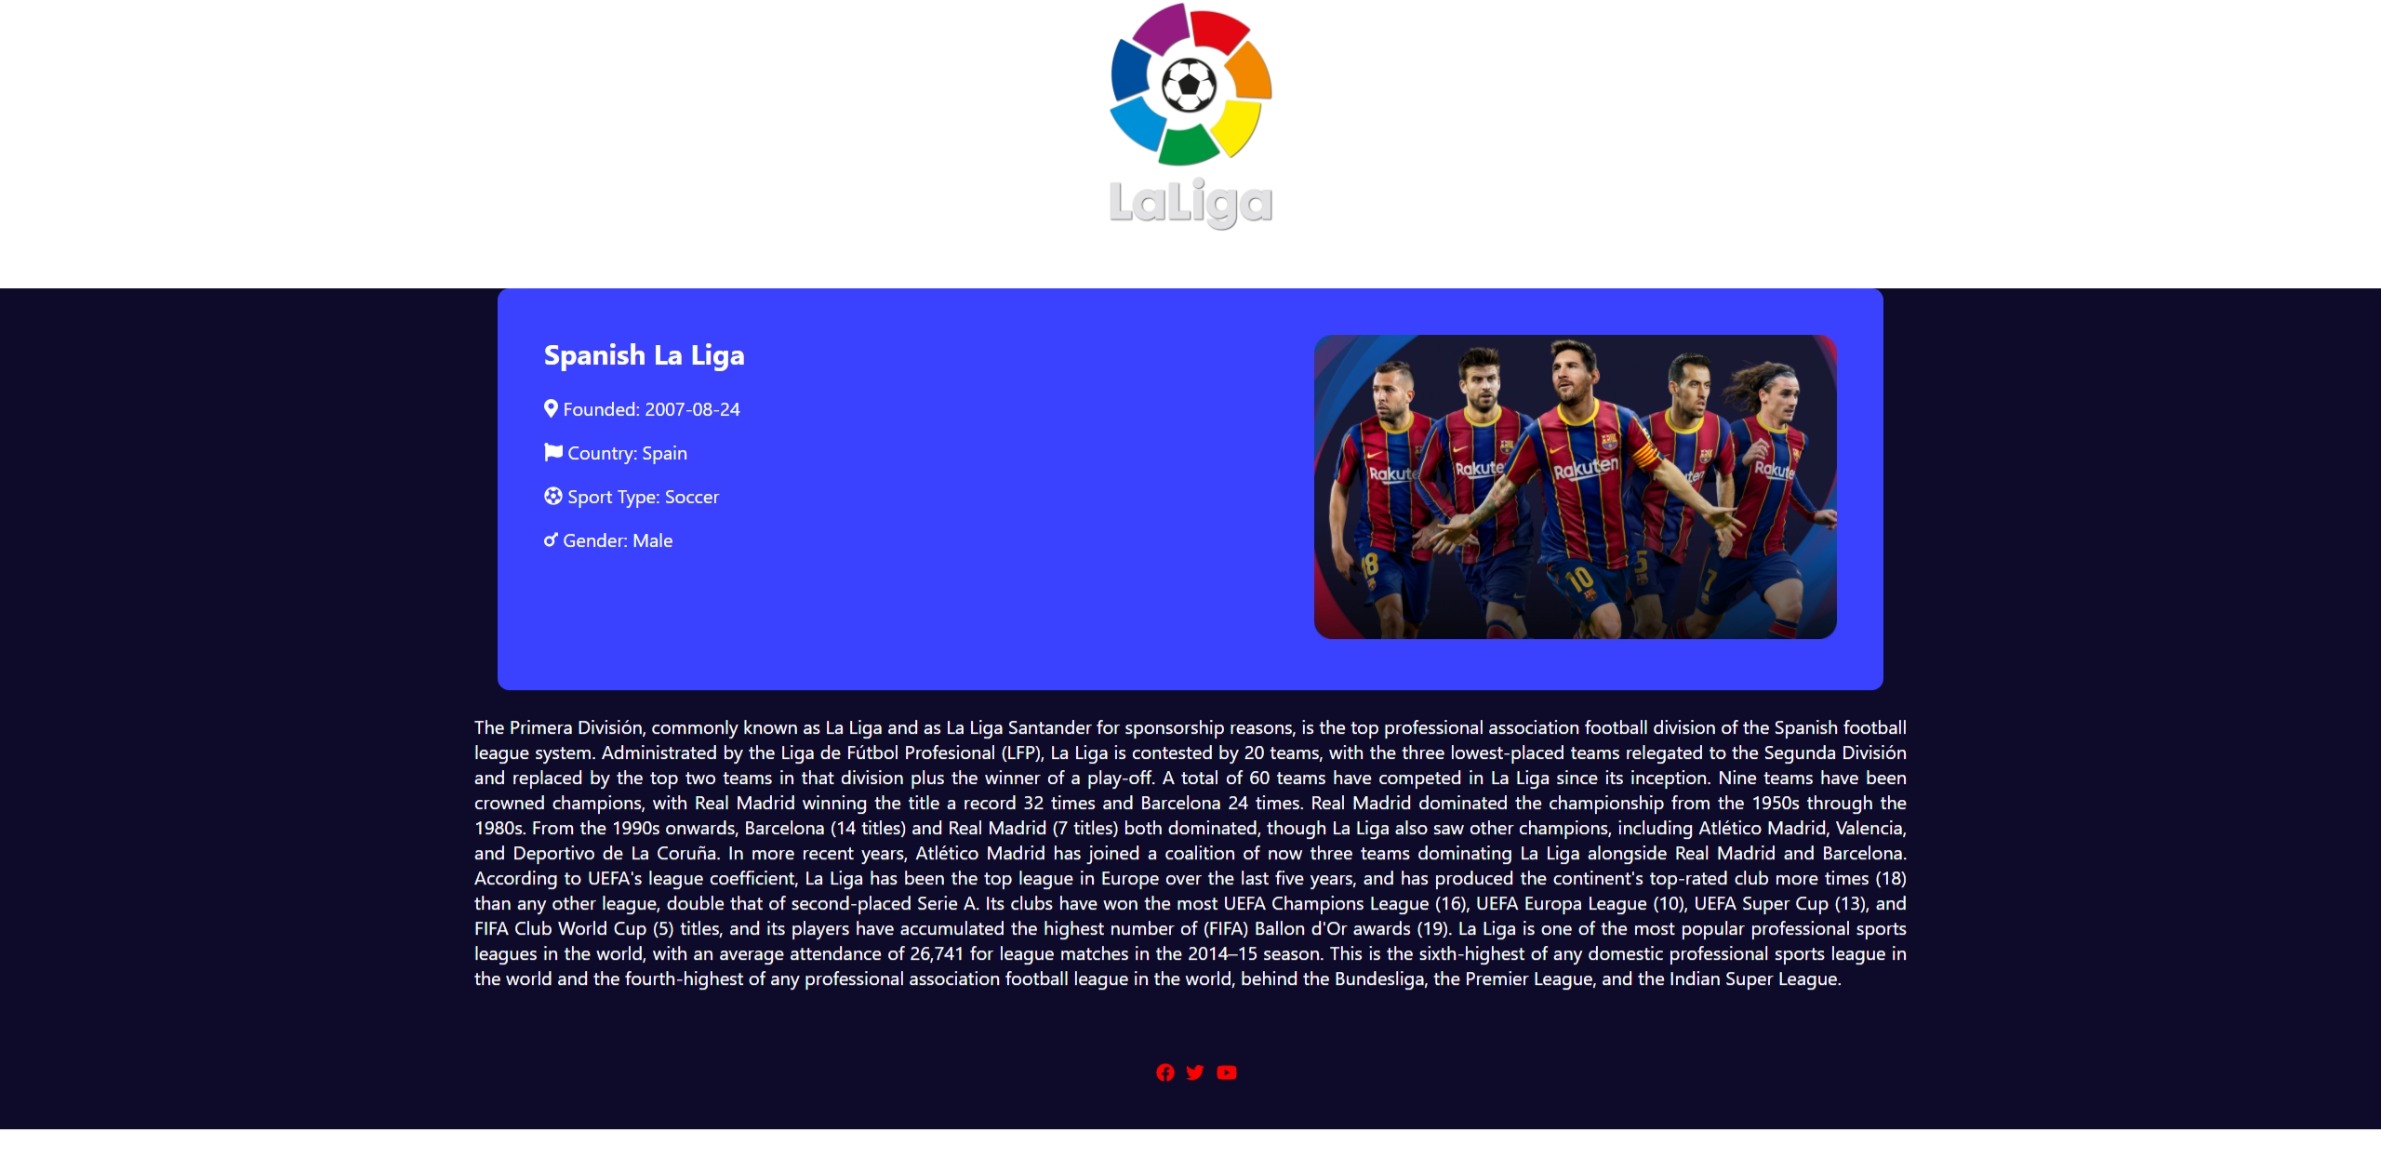 LaLiga
Spanish La Liga
Founded: 2007-08-24
Country: Spain
Sport Type: Soccer
Gender: Male
Rakute
Rakute
Rakuten
ute
Rakute
8
10
5
7
The Primera División, commonly known as La Liga and as La Liga Santander for sponsorship reasons, is the top professional association football division of the Spanish football
league system. Administrated by the Liga de Fútbol Profesional (LFP), La Liga is contested by 20 teams, with the three lowest-placed teams relegated to the Segunda División
and replaced by the top two teams in that division plus the winner of a play-off. A total of 60 teams have competed in La Liga since its inception. Nine teams have been
crowned champions, with Real Madrid winning the title a record 32 times and Barcelona 24 times. Real Madrid dominated the championship from the 1950s through the
1980s. From the 1990s onwards, Barcelona (14 titles) and Real Madrid (7 titles) both dominated, though La Liga also saw other champions, including Atlético Madrid, Valencia,
and Deportivo de La Coruña. In more recent years, Atlético Madrid has joined a coalition of now three teams dominating La Liga alongside Real Madrid and Barcelona.
According to UEFA's league coefficient, La Liga has been the top league in Europe over the last five years, and has produced the continent's top-rated club more times (18)
than any other league, double that of second-placed Serie A. Its clubs have won the most UEFA Champions League (16), UEFA Europa League (10), UEFA Super Cup (13), and
FIFA Club World Cup (5) titles, and its players have accumulated the highest number of (FIFA) Ballon d'Or awards (19). La Liga is one of the most popular professional sports
leagues in the world, with an average attendance of 26,741 for league matches in the 2014–15 season. This is the sixth-highest of any domestic professional sports league in
the world and the fourth-highest of any professional association football league in the world, behind the Bundesliga, the Premier League, and the Indian Super League.